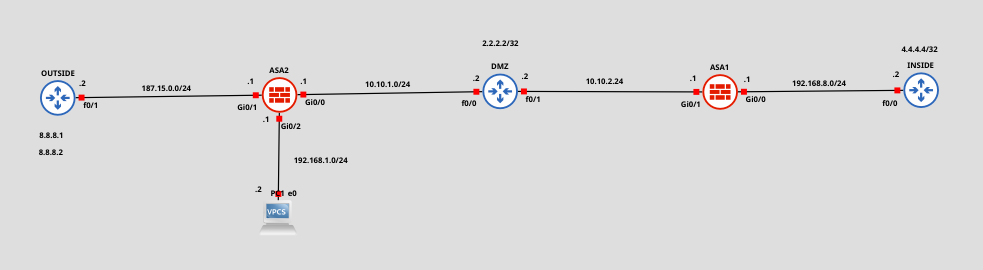 2.2.2.2/32
4.4.4.4/32
OUTSIDE
ASA2
DMZ
ASA1
INSIDE
.2
187.15.0.0/24
.1
.1
10.10.1.0/24
.2
.2
10.10.2.24
.1
.1
192.168.8.0/24
.2
f0/1
Gi0/1
Gi0/0
f0/0
f0/1
Gi0/1
Gi0/0
f0/0
.1
Gi0/2
8.8.8.1
8.8.8.2
192.168.1.0/24
.2
e0
VPCS